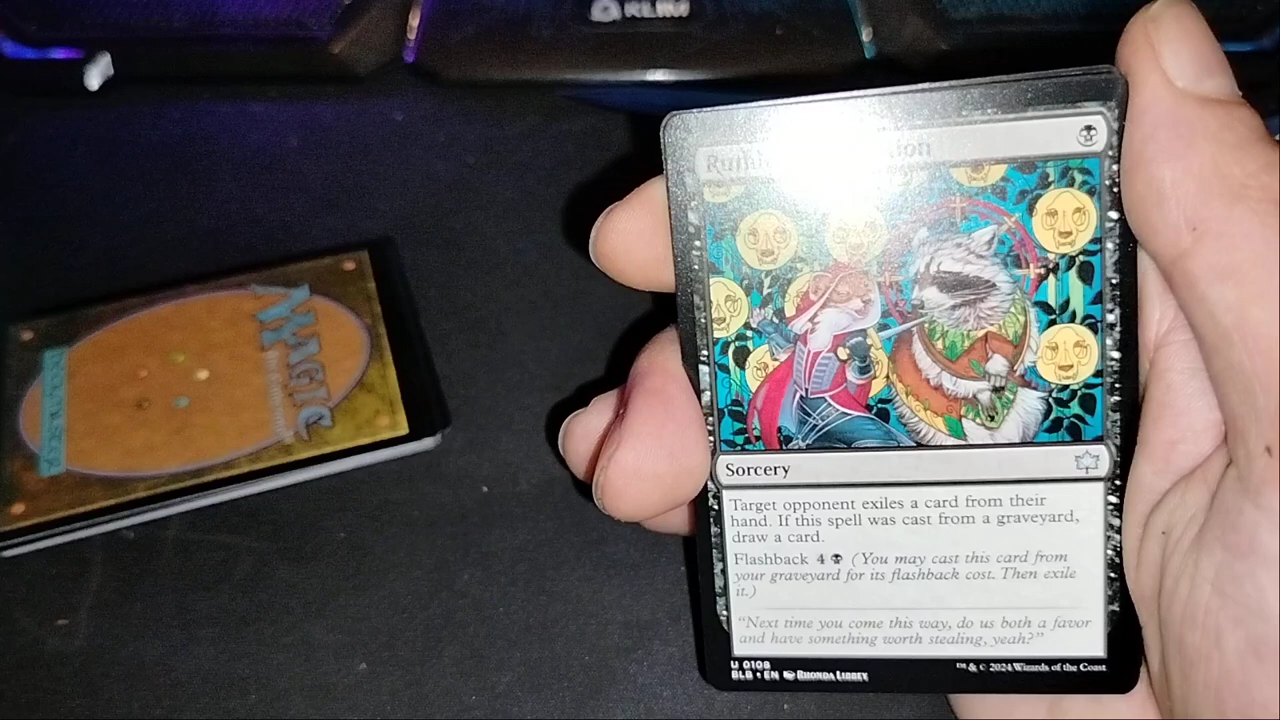 KLIM
Sorcery
Target opponent exiles a card from their
hand. If this spell was cast from a graveyard,
draw a card.
Flashback 4 (You may cast this card from
your graveyard for its flashback cost. Then exile
it.)
"Next time you come this way, do us both a favor
and have something worth stealing, yeah?"
U 0108
BLB • EN RHONDA LIBBEY
™ & © 2024 Wizards of the Coast
MAGIC